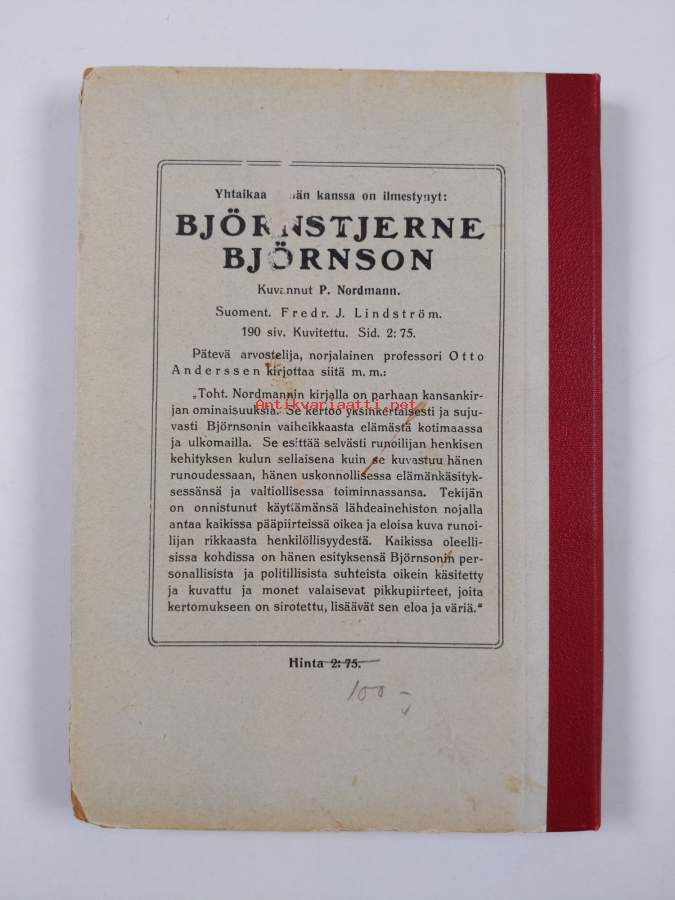 Yhtaikaa än kanssa on ilmestynyt:
BJÖRNSTJERNE
BJÖRNSON
Kuvannut P. Nordmann.
Suoment. Fredr. J. Lindström.
190 siv. Kuvitettu. Sid. 2: 75.
Pätevä arvostelija, norjalainen professori Otto
Anderssen kirjottaa siitä m. m.:
„Toht. Nordmannin kirjalla on parhaan kansankir-
jan ominaisuuksia. Se kertoo yksinkertaisesti ja suju-
Antikvariaatti.net
vasti Björnsonin vaiheikkaasta elämästä kotimaassa
ja ulkomailla. Se esittää selvästi runoilijan henkisen
kehityksen kulun sellaisena kuin se kuvastuu hänen
runoudessaan, hänen uskonnollisessa elämänkäsityk-
sessänsä ja valtiollisessa toiminnassansa. Tekijän
on onnistunut käyttämänsä lähdeainehiston nojalla
antaa kaikissa pääpiirteissä oikea ja eloisa kuva runoi-
lijan rikkaasta henkilöllisyydestä. Kaikissa oleelli-
sissa kohdissa on hänen esityksensä Björnsonin per-
sonallisista ja politillisista suhteista oikein käsitetty
ja kuvattu ja monet valaisevat pikkupiirteet, joita
kertomukseen on sirotettu, lisäävät sen eloa ja väriä."
Hinta 2: 75.
100 -